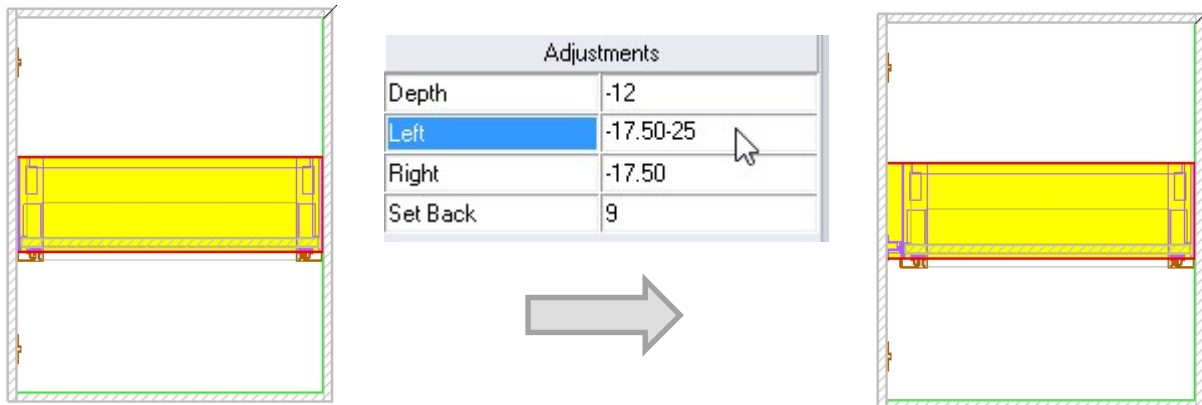 Adjustments
Depth -12
Left -17.50-25
Right -17.50
Set Back 9